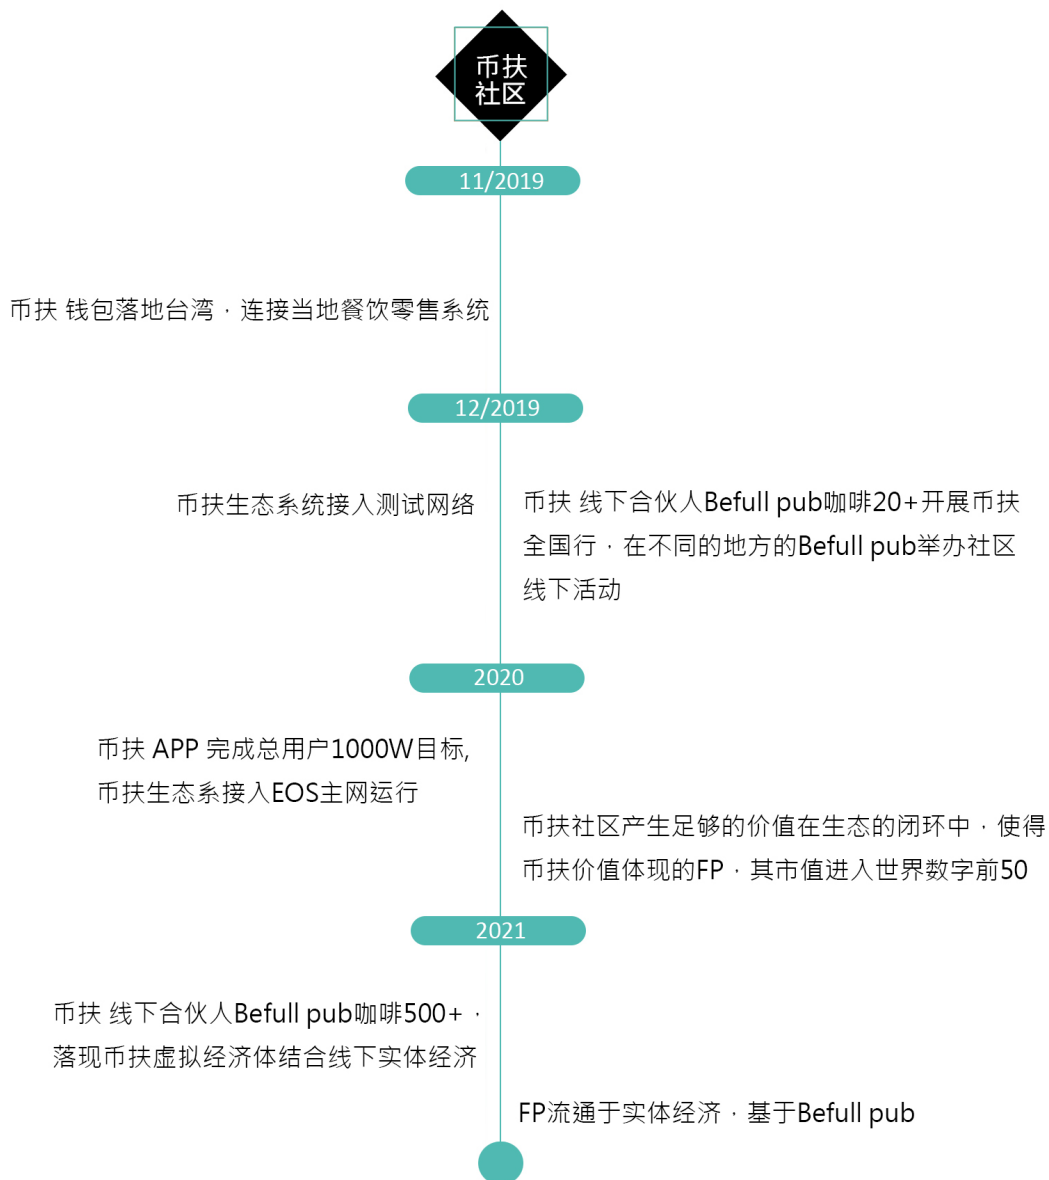 币扶
社区
11/2019
币扶 钱包落地台湾，连接当地餐饮零售系统
12/2019
币扶生态系统接入测试网络
币扶 线下合伙人Befull pub咖啡20+开展币扶
全国行，在不同的地方的Befull pub举办社区
线下活动
2020
币扶 APP 完成总用户1000W目标,
币扶生态系接入EOS主网运行
币扶社区产生足够的价值在生态的闭环中，使得
币扶价值体现的FP，其市值进入世界数字前50
2021
币扶 线下合伙人Befull pub咖啡500+，
落现币扶虚拟经济体结合线下实体经济
FP流通于实体经济，基于Befull pub